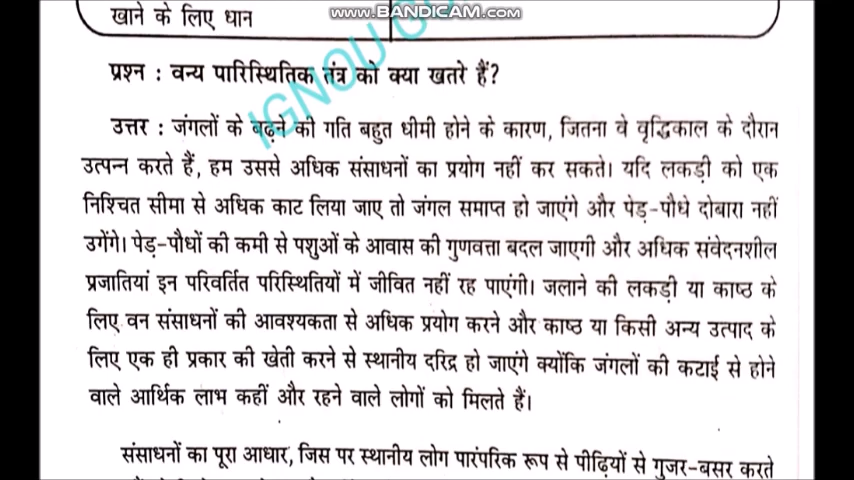 www.BANDICAM.com
खाने के लिए धान
IGNOU
प्रश्न : वन्य पारिस्थितिक तंत्र को क्या खतरे हैं?
उत्तर : जंगलों के बढ़ने की गति बहुत धीमी होने के कारण, जितना वे वृद्धिकाल के दौरान
उत्पन्न करते हैं, हम उससे अधिक संसाधनों का प्रयोग नहीं कर सकते। यदि लकड़ी को एक
निश्चित सीमा से अधिक काट लिया जाए तो जंगल समाप्त हो जाएंगे और पेड़-पौधे दोबारा नहीं
उगेंगे। पेड़-पौधों की कमी से पशुओं के आवास की गुणवत्ता बदल जाएगी और अधिक संवेदनशील
प्रजातियां इन परिवर्तित परिस्थितियों में जीवित नहीं रह पाएंगी। जलाने की लकड़ी या काष्ठ के
लिए वन संसाधनों की आवश्यकता से अधिक प्रयोग करने और काष्ठ या किसी अन्य उत्पाद के
लिए एक ही प्रकार की खेती करने से स्थानीय दरिद्र हो जाएंगे क्योंकि जंगलों की कटाई से होने
वाले आर्थिक लाभ कहीं और रहने वाले लोगों को मिलते हैं।
संसाधनों का पूरा आधार, जिस पर स्थानीय लोग पारंपरिक रूप से पीढ़ियों से गुजर-बसर करते